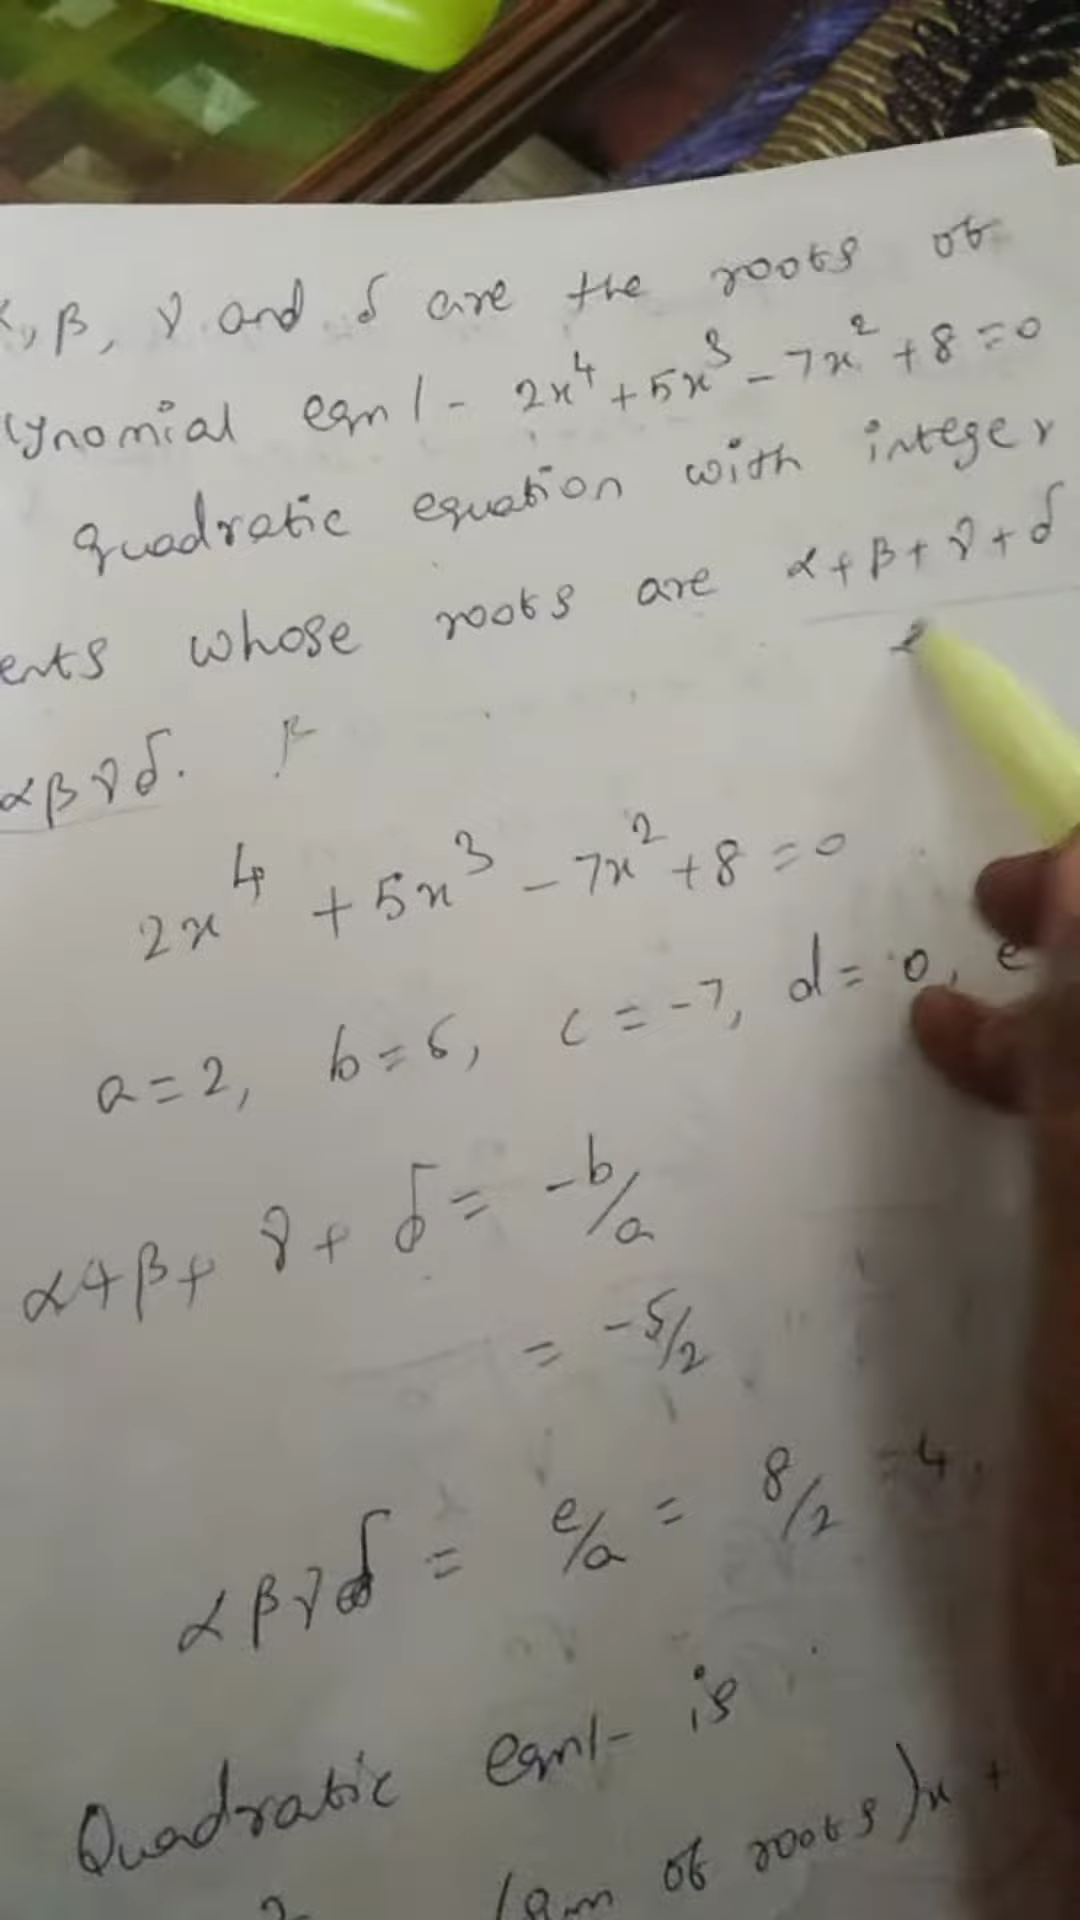 β, γ and δ are the roots of
lynomial eqn/- 2x⁴ + 5x³ - 7x² + 8 = 0
quadratic equation with integer
ents whose roots are α + β + γ + δ
αβγδ.
2x⁴ + 5x³ - 7x² + 8 = 0
a = 2, b = 5, c = -7, d = 0, e
α + β + γ + δ = -b/a
= -5/2
αβγδ = e/a = 8/2 = 4.
Quadratic eqn/- is
of roots)x +